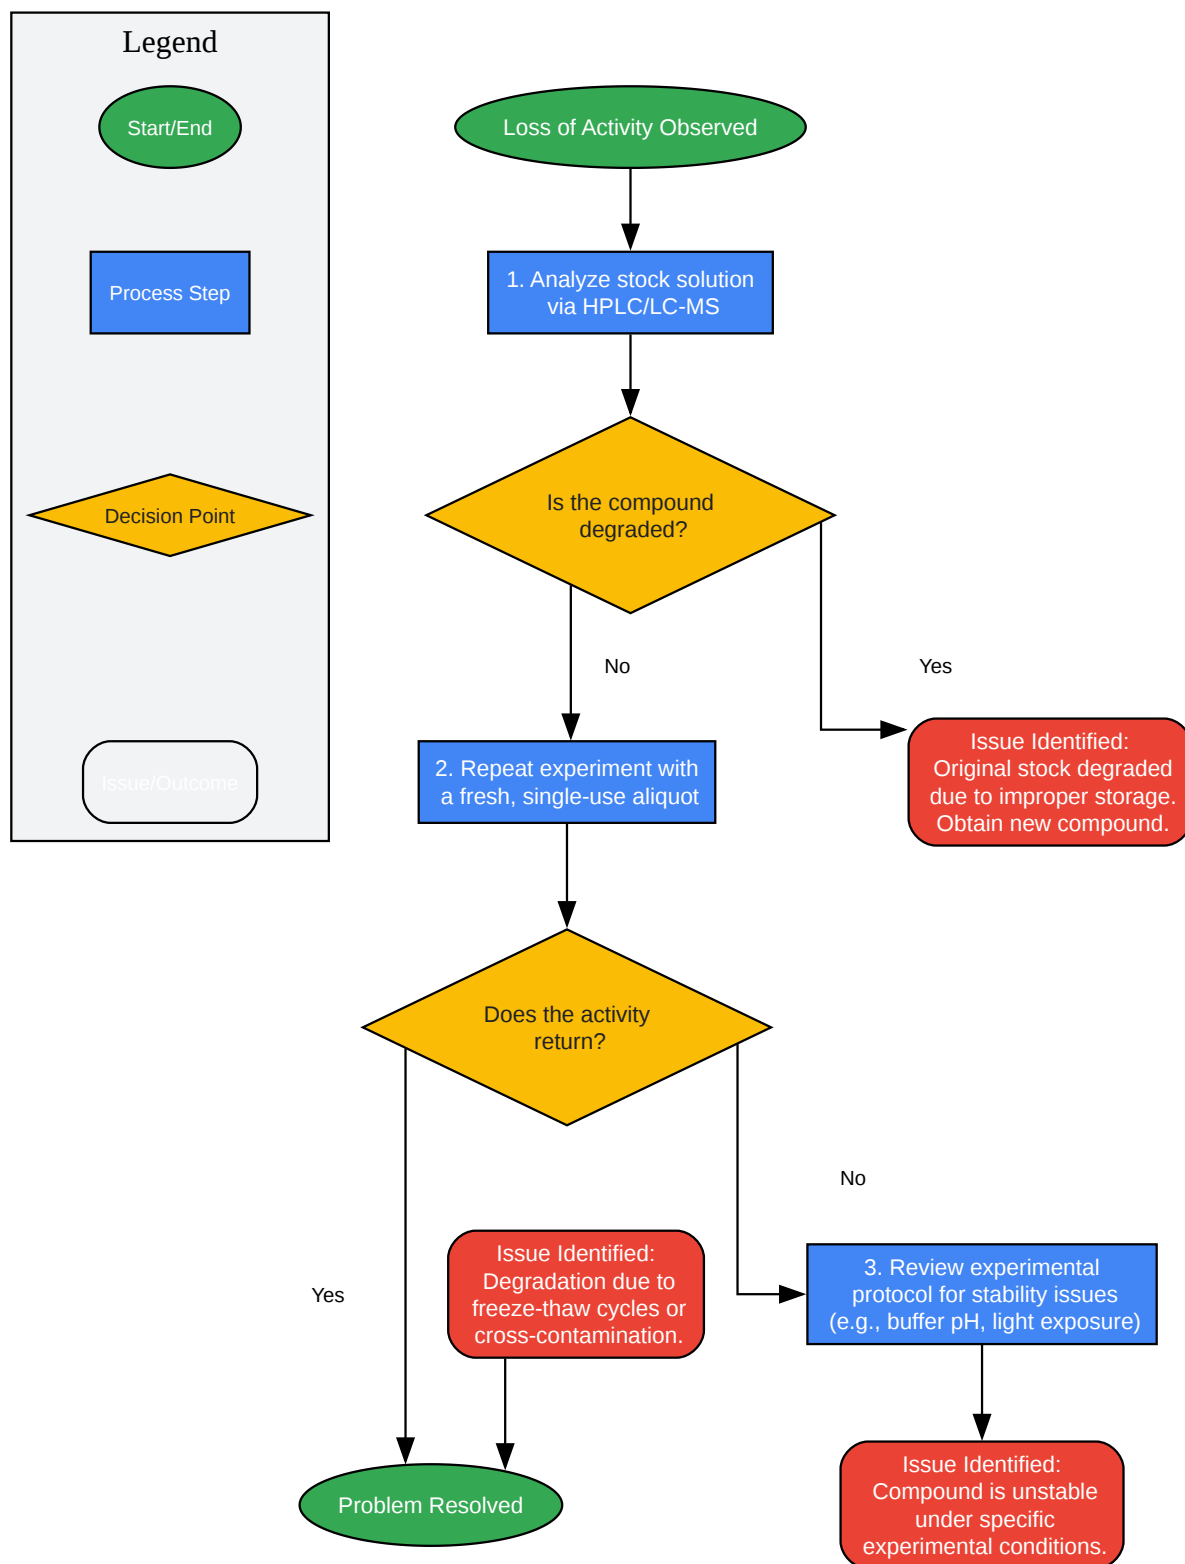 Legend
Start/End
Process Step
Decision Point
Issue/Outcome
Loss of Activity Observed
1. Analyze stock solution
via HPLC/LC-MS
Is the compound
degraded?
No
Yes
2. Repeat experiment with
a fresh, single-use aliquot
Issue Identified:
Original stock degraded
due to improper storage.
Obtain new compound.
Does the activity
return?
No
Yes
Issue Identified:
Degradation due to
freeze-thaw cycles or
cross-contamination.
3. Review experimental
protocol for stability issues
(e.g., buffer pH, light exposure)
Problem Resolved
Issue Identified:
Compound is unstable
under specific
experimental conditions.